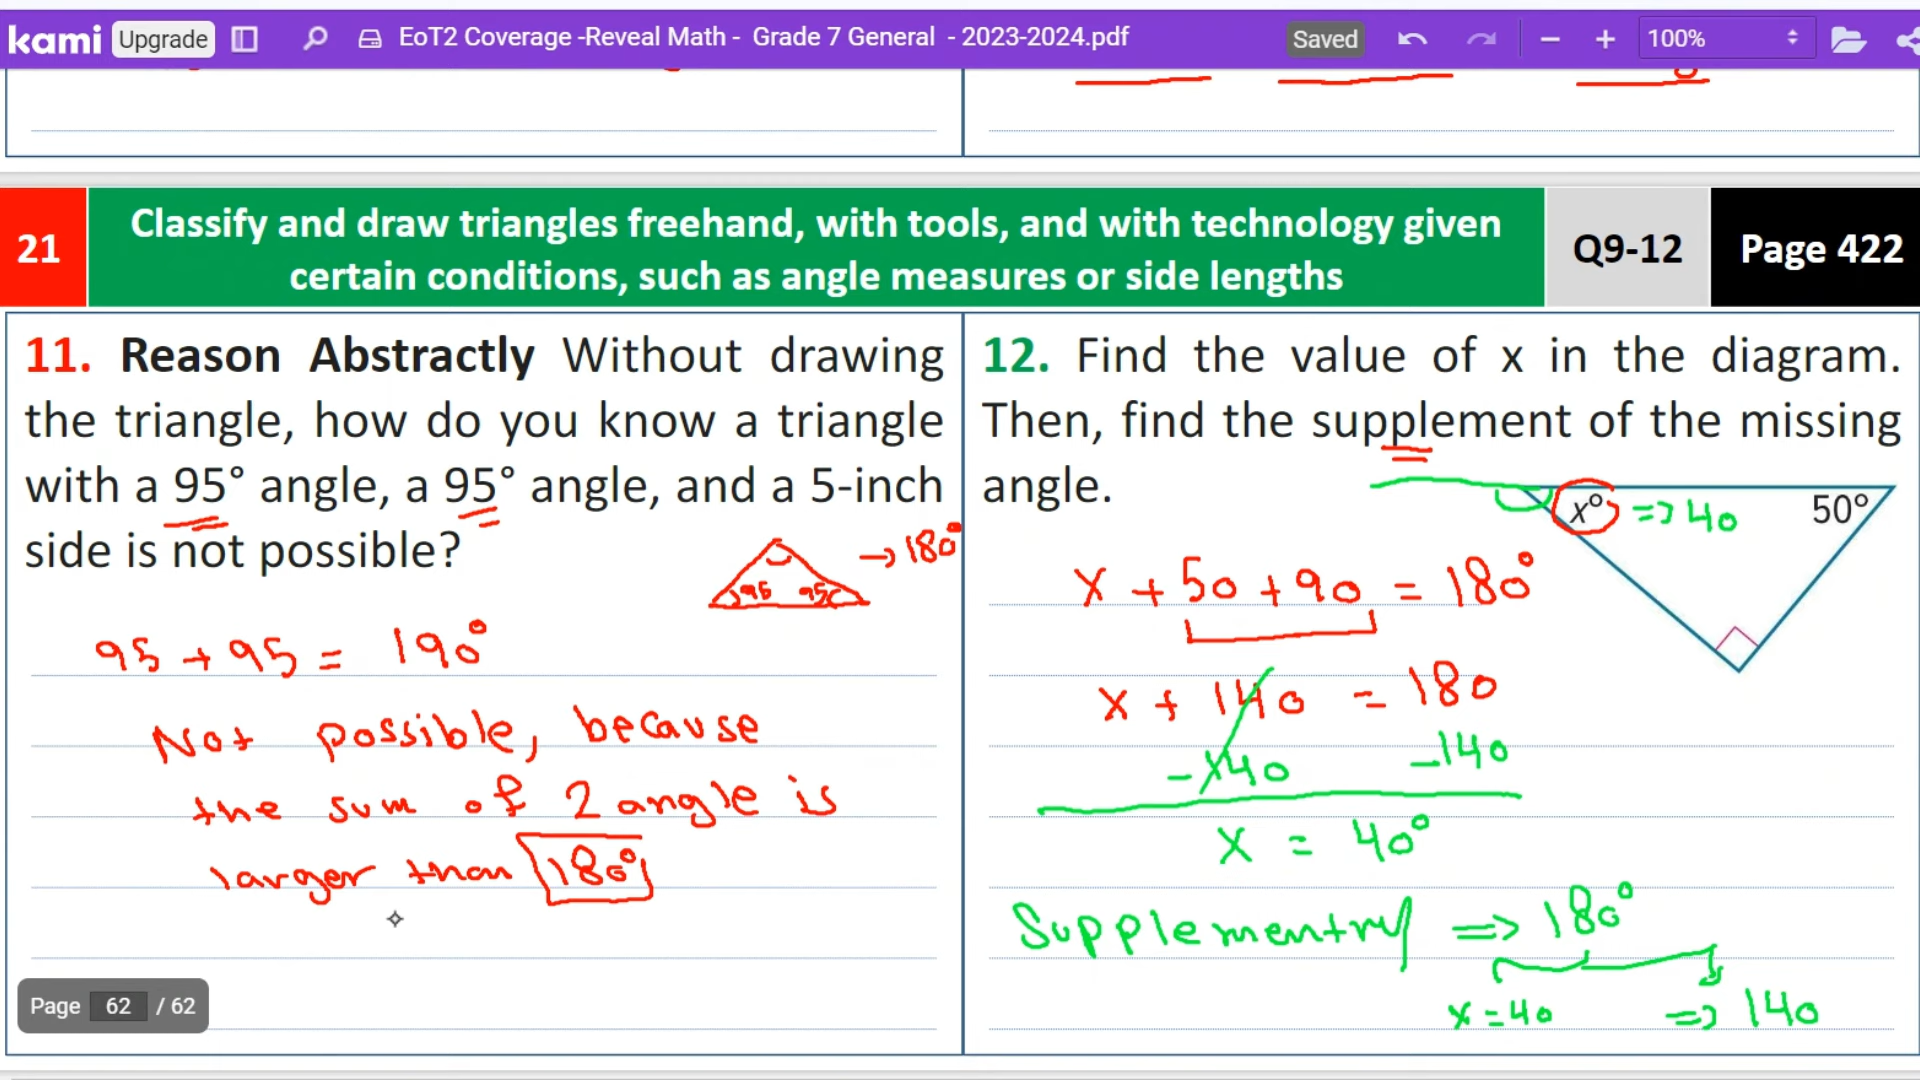 kami Upgrade EoT2 Coverage -Reveal Math - Grade 7 General - 2023-2024.pdf Saved 100%
21
Classify and draw triangles freehand, with tools, and with technology given
certain conditions, such as angle measures or side lengths
Q9-12
Page 422
11. Reason Abstractly Without drawing
the triangle, how do you know a triangle
with a 95° angle, a 95° angle, and a 5-inch
side is not possible?
95 95
→ 180°
95 + 95 = 190°
Not possible, because
the sum of 2 angle is
larger than 180°
12. Find the value of x in the diagram.
Then, find the supplement of the missing
angle.
x° => 40 50°
x + 50 + 90 = 180°
x + 140 = 180
-140 -140
x = 40°
Supplementry => 180°
x = 40 => 140
Page 62 / 62